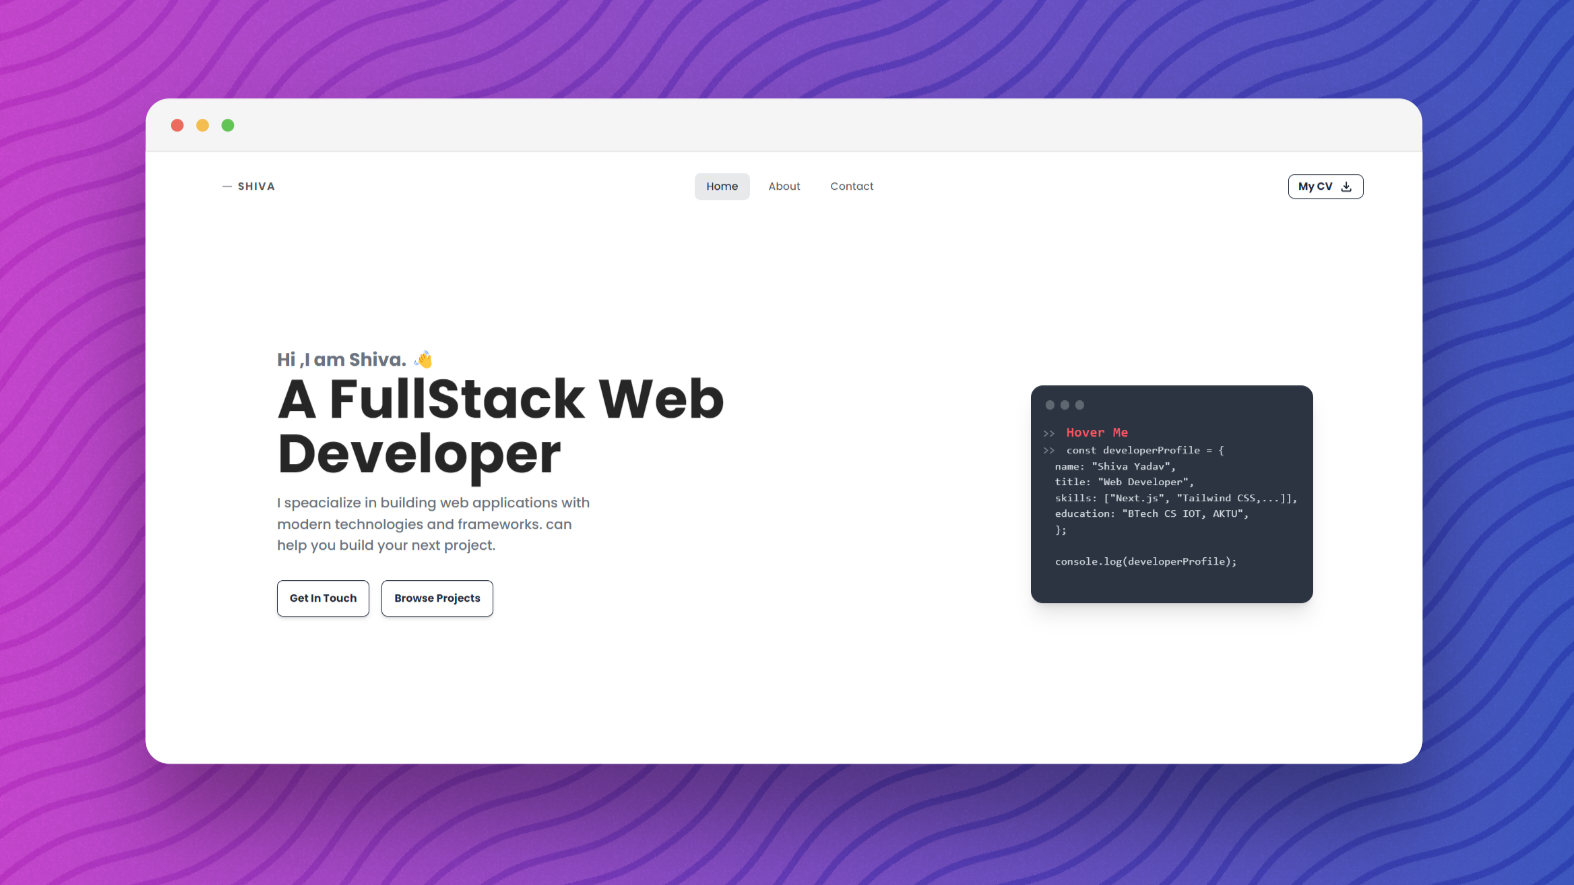 — SHIVA
Home About Contact
My CV
Hi ,I am Shiva. 👋
A FullStack Web
Developer
I speacialize in building web applications with
modern technologies and frameworks. can
help you build your next project.
Get In Touch Browse Projects
>> Hover Me
>> const developerProfile = {
name: "Shiva Yadav",
title: "Web Developer",
skills: ["Next.js", "Tailwind CSS,...]],
education: "BTech CS IOT, AKTU",
};
console.log(developerProfile);